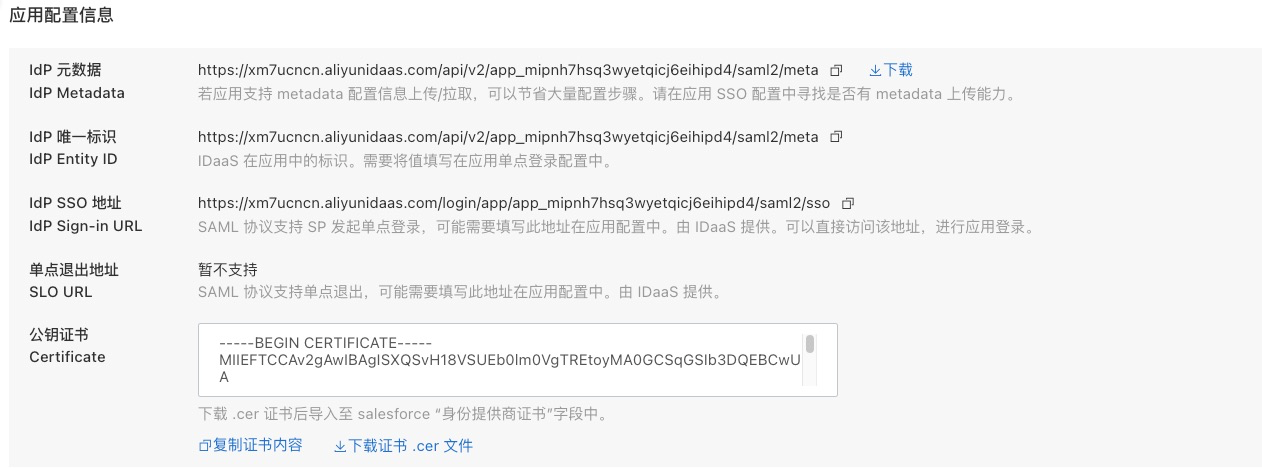 应用配置信息
IdP 元数据 https://xm7ucncn.aliyunidaas.com/api/v2/app_mipnh7hsq3wyetqicj6eihipd4/saml2/meta 下载
IdP Metadata 若应用支持 metadata 配置信息上传/拉取，可以节省大量配置步骤。请在应用 SSO 配置中寻找是否有 metadata 上传能力。
IdP 唯一标识 https://xm7ucncn.aliyunidaas.com/api/v2/app_mipnh7hsq3wyetqicj6eihipd4/saml2/meta
IdP Entity ID IDaaS 在应用中的标识。需要将值填写在应用单点登录配置中。
IdP SSO 地址 https://xm7ucncn.aliyunidaas.com/login/app/app_mipnh7hsq3wyetqicj6eihipd4/saml2/sso
IdP Sign-in URL SAML 协议支持 SP 发起单点登录，可能需要填写此地址在应用配置中。由 IDaaS 提供。可以直接访问该地址，进行应用登录。
单点退出地址 暂不支持
SLO URL SAML 协议支持单点退出，可能需要填写此地址在应用配置中。由 IDaaS 提供。
公钥证书 -----BEGIN CERTIFICATE-----
Certificate MIIEFTCCAv2gAwIBAgISXQSvH18VSUEb0Im0VgTREtoyMA0GCSqGSIb3DQEBCwU
A
下载 .cer 证书后导入至 salesforce “身份提供商证书”字段中。
复制证书内容 下载证书 .cer 文件